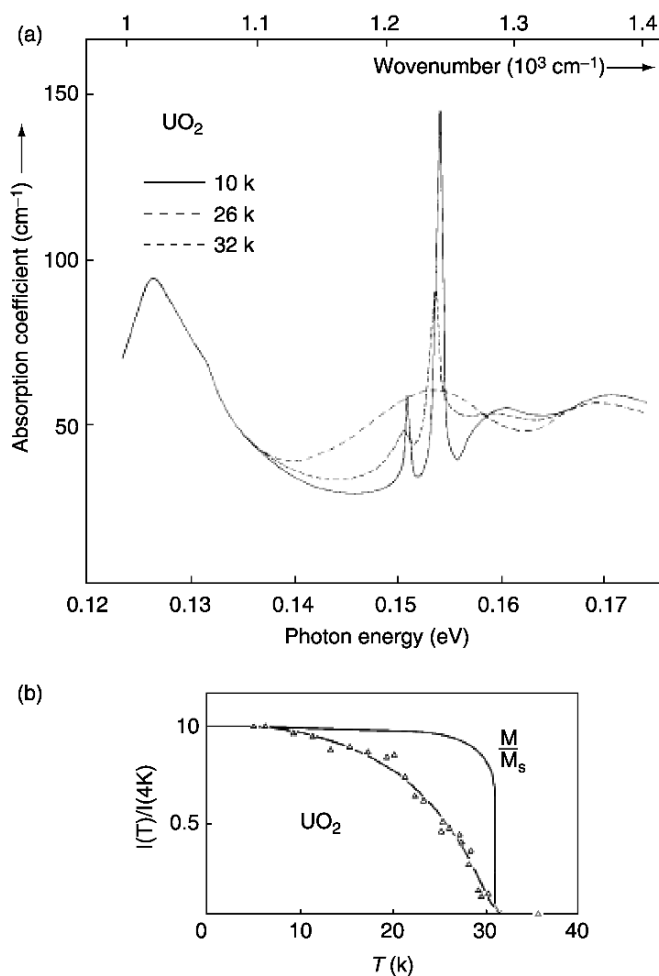 (a)
1 1.1 1.2 1.3 1.4
Wovenumber (10³ cm⁻¹)
UO₂
10 k
26 k
32 k
Absorption coefficient (cm⁻¹)
150
100
50
0.12 0.13 0.14 0.15 0.16 0.17
Photon energy (eV)
(b)
I(T)/I(4K)
10
0.5
UO₂
M
Mₛ
0 10 20 30 40
T (k)